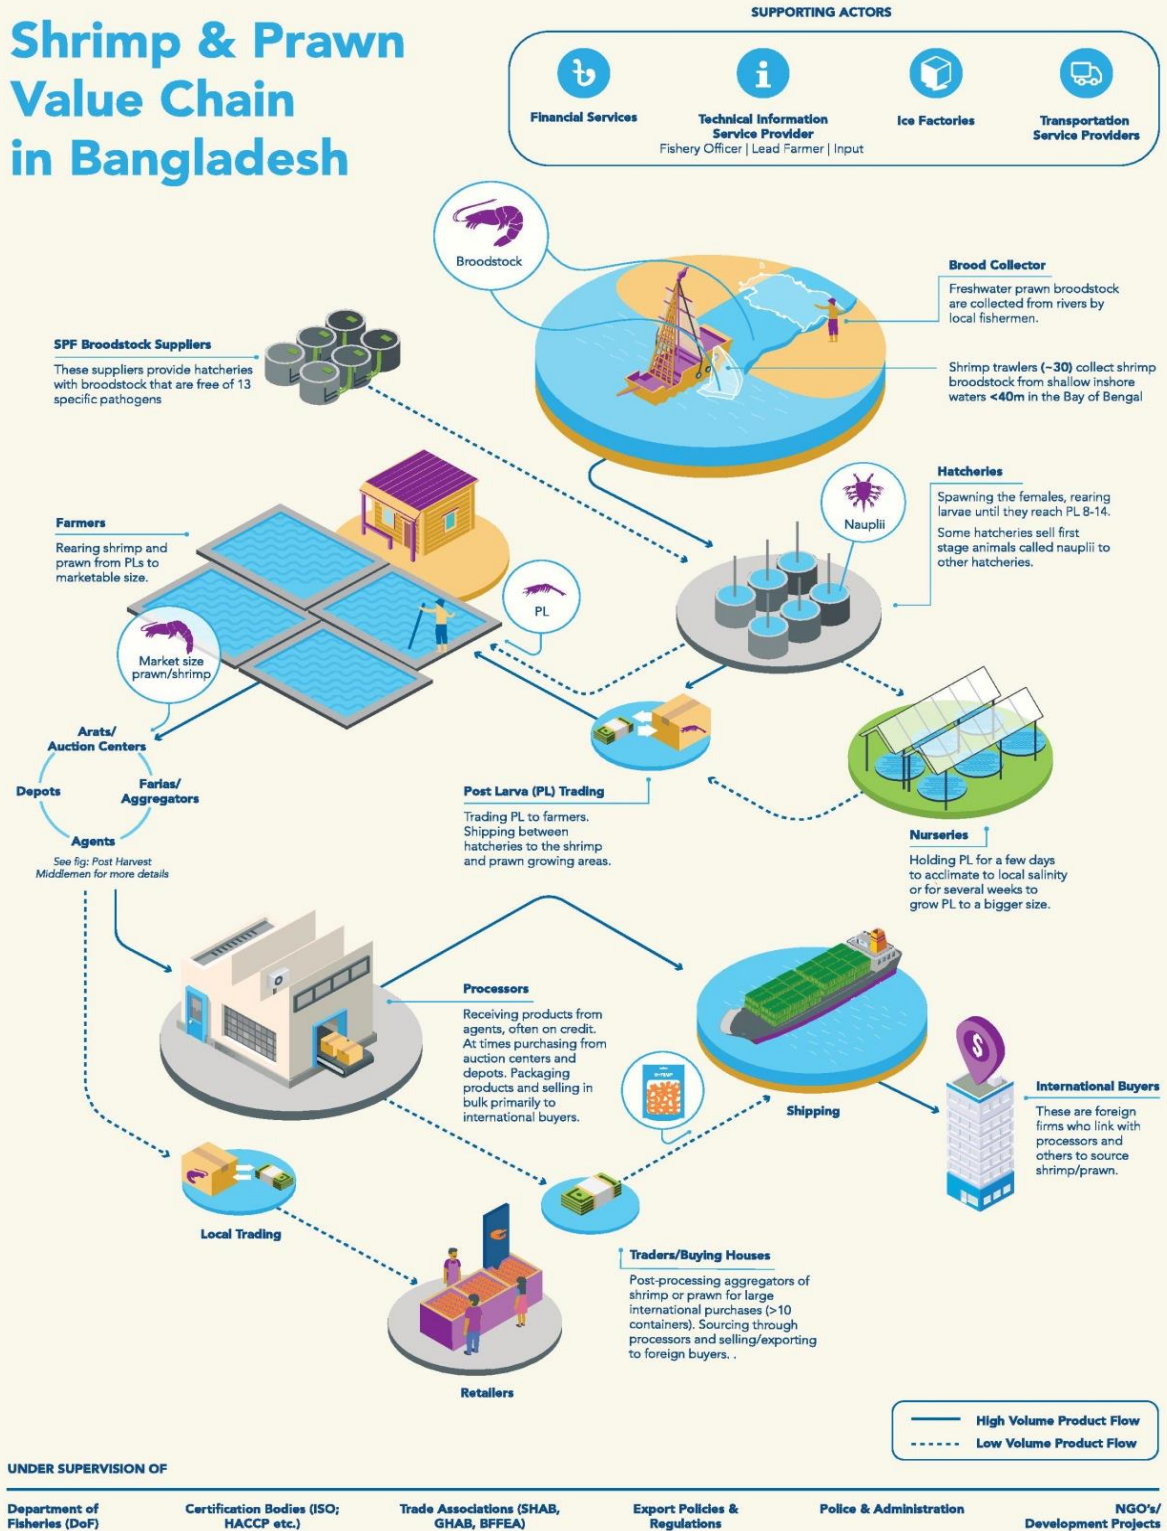 Shrimp & Prawn
Value Chain
in Bangladesh
SUPPORTING ACTORS
Financial Services
Technical Information
Service Provider
Fishery Officer | Lead Farmer | Input
Ice Factories
Transportation
Service Providers
Broodstock
Brood Collector
Freshwater prawn broodstock
are collected from rivers by
local fishermen.
Shrimp trawlers (~30) collect shrimp
broodstock from shallow inshore
waters <40m in the Bay of Bengal
SPF Broodstock Suppliers
These suppliers provide hatcheries
with broodstock that are free of 13
specific pathogens
Hatcheries
Spawning the females, rearing
larvae until they reach PL 8-14.
Some hatcheries sell first
stage animals called nauplii to
other hatcheries.
Nauplii
Farmers
Rearing shrimp and
prawn from PLs to
marketable size.
PL
Market size
prawn/shrimp
Arats/
Auction Centers
Depots
Farias/
Aggregators
Agents
See fig: Post Harvest
Middlemen for more details
Post Larva (PL) Trading
Trading PL to farmers.
Shipping between
hatcheries to the shrimp
and prawn growing areas.
Nurseries
Holding PL for a few days
to acclimate to local salinity
or for several weeks to
grow PL to a bigger size.
Processors
Receiving products from
agents, often on credit.
At times purchasing from
auction centers and
depots. Packaging
products and selling in
bulk primarily to
international buyers.
Shipping
$
International Buyers
These are foreign
firms who link with
processors and
others to source
shrimp/prawn.
Local Trading
Traders/Buying Houses
Post-processing aggregators of
shrimp or prawn for large
international purchases (>10
containers). Sourcing through
processors and selling/exporting
to foreign buyers. .
Retailers
High Volume Product Flow
Low Volume Product Flow
UNDER SUPERVISION OF
Department of
Fisheries (DoF)
Certification Bodies (ISO;
HACCP etc.)
Trade Associations (SHAB,
GHAB, BFFEA)
Export Policies &
Regulations
Police & Administration
NGO's/
Development Projects